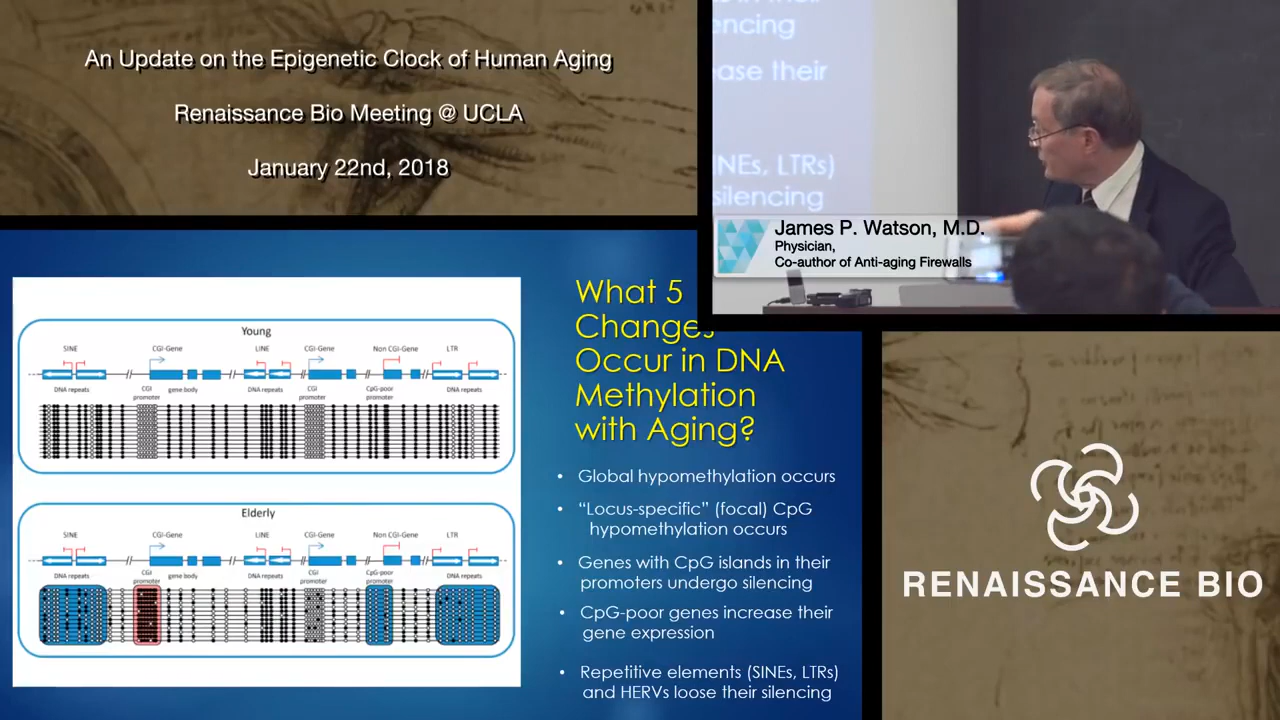 An Update on the Epigenetic Clock of Human Aging
Renaissance Bio Meeting @ UCLA
January 22nd, 2018
encing
ase their
INEs, LTRs)
silencing
James P. Watson, M.D.
Physician,
Co-author of Anti-aging Firewalls
Young
SINE CGI-Gene LINE CGI-Gene Non CGI-Gene LTR
DNA repeats CGI promoter gene body DNA repeats CGI promoter CpG-poor promoter DNA repeats
Elderly
SINE CGI-Gene LINE CGI-Gene Non CGI-Gene LTR
DNA repeats CGI promoter gene body DNA repeats CGI promoter CpG-poor promoter DNA repeats
What 5
Changes
Occur in DNA
Methylation
with Aging?
• Global hypomethylation occurs
• “Locus-specific” (focal) CpG
hypomethylation occurs
• Genes with CpG islands in their
promoters undergo silencing
• CpG-poor genes increase their
gene expression
• Repetitive elements (SINEs, LTRs)
and HERVs loose their silencing
RENAISSANCE BIO